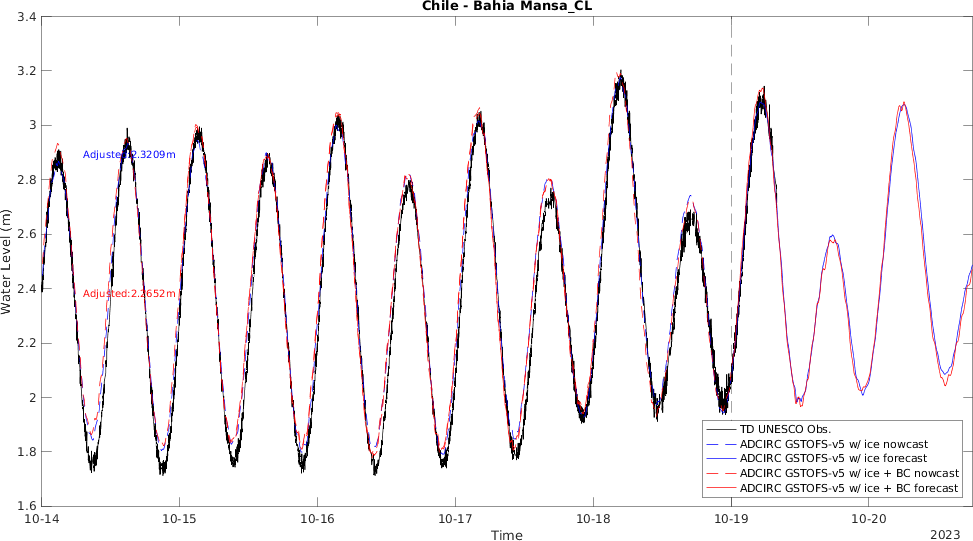 Chile - Bahia Mansa_CL
3.4
3.2
3
2.8
2.6
2.4
2.2
2
1.8
1.6
Water Level (m)
Adjusted:2.3209m
Adjusted:2.2652m
TD UNESCO Obs.
ADCIRC GSTOFS-v5 w/ ice nowcast
ADCIRC GSTOFS-v5 w/ ice forecast
ADCIRC GSTOFS-v5 w/ ice + BC nowcast
ADCIRC GSTOFS-v5 w/ ice + BC forecast
10-14 10-15 10-16 10-17 10-18 10-19 10-20
2023
Time